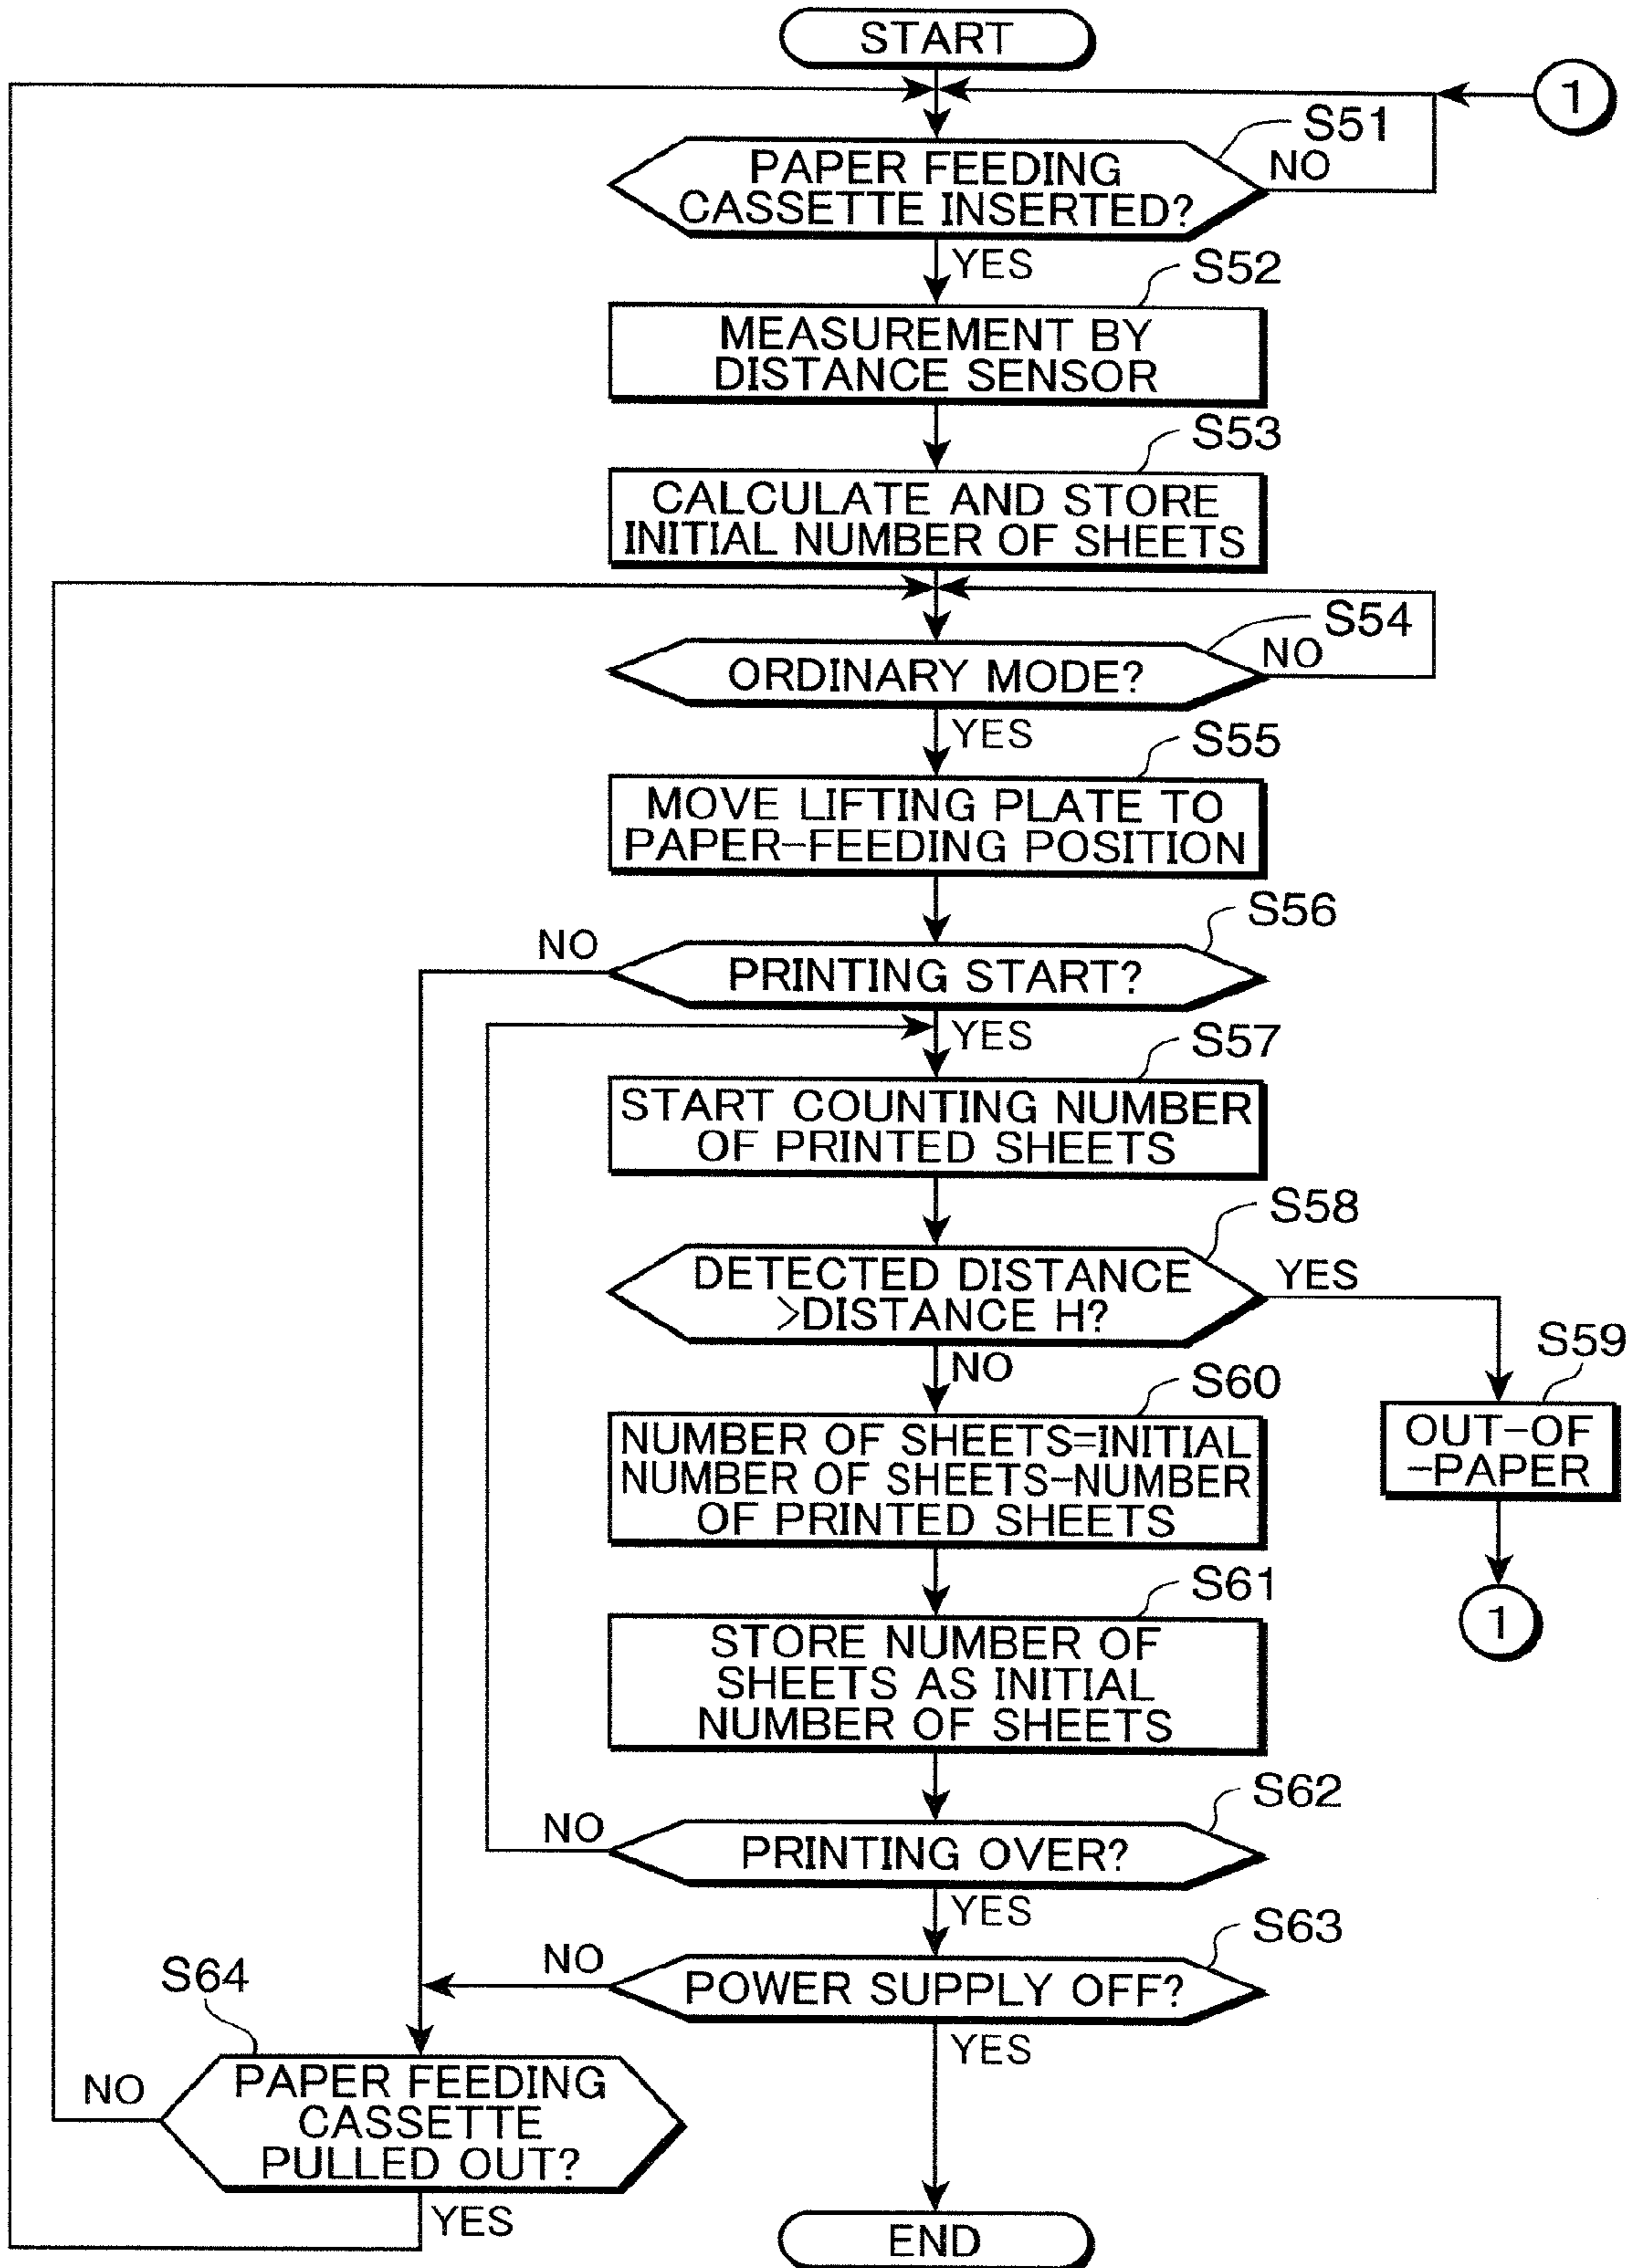 START
1
S51
PAPER FEEDING
CASSETTE INSERTED?
NO
YES
S52
MEASUREMENT BY
DISTANCE SENSOR
S53
CALCULATE AND STORE
INITIAL NUMBER OF SHEETS
S54
ORDINARY MODE?
NO
YES
S55
MOVE LIFTING PLATE TO
PAPER-FEEDING POSITION
S56
NO
PRINTING START?
YES
S57
START COUNTING NUMBER
OF PRINTED SHEETS
S58
DETECTED DISTANCE
>DISTANCE H?
YES
NO
S59
OUT-OF
-PAPER
1
S60
NUMBER OF SHEETS=INITIAL
NUMBER OF SHEETS-NUMBER
OF PRINTED SHEETS
S61
STORE NUMBER OF
SHEETS AS INITIAL
NUMBER OF SHEETS
S62
NO
PRINTING OVER?
YES
S63
NO
POWER SUPPLY OFF?
YES
S64
NO
PAPER FEEDING
CASSETTE
PULLED OUT?
YES
END